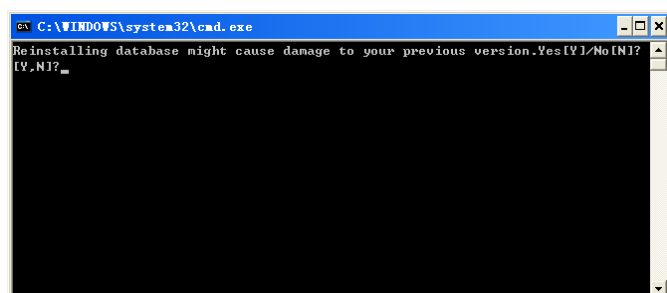 C:\WINDOWS\system32\cmd.exe
Reinstalling database might cause damage to your previous version.Yes[Y]/No[N]?
[Y,N]?_